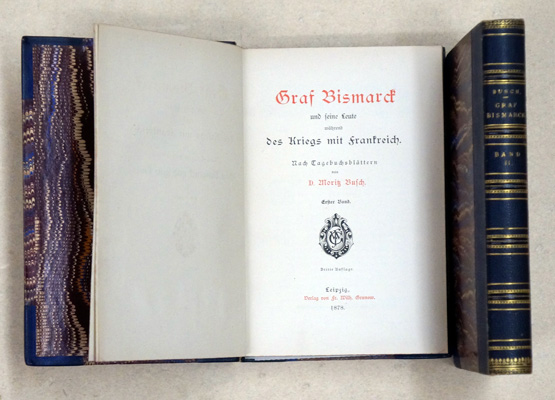 Graf Bismarck
und seine Leute
während
des Kriegs mit Frankreich.
Nach Tagebuchsblättern
von
D. Moritz Busch.
Erster Band.
Dritte Auflage.
Leipzig,
Verlag von Fr. Wilh. Grunow.
1878.
BUSCH
GRAF
BISMARCK
BAND
II.